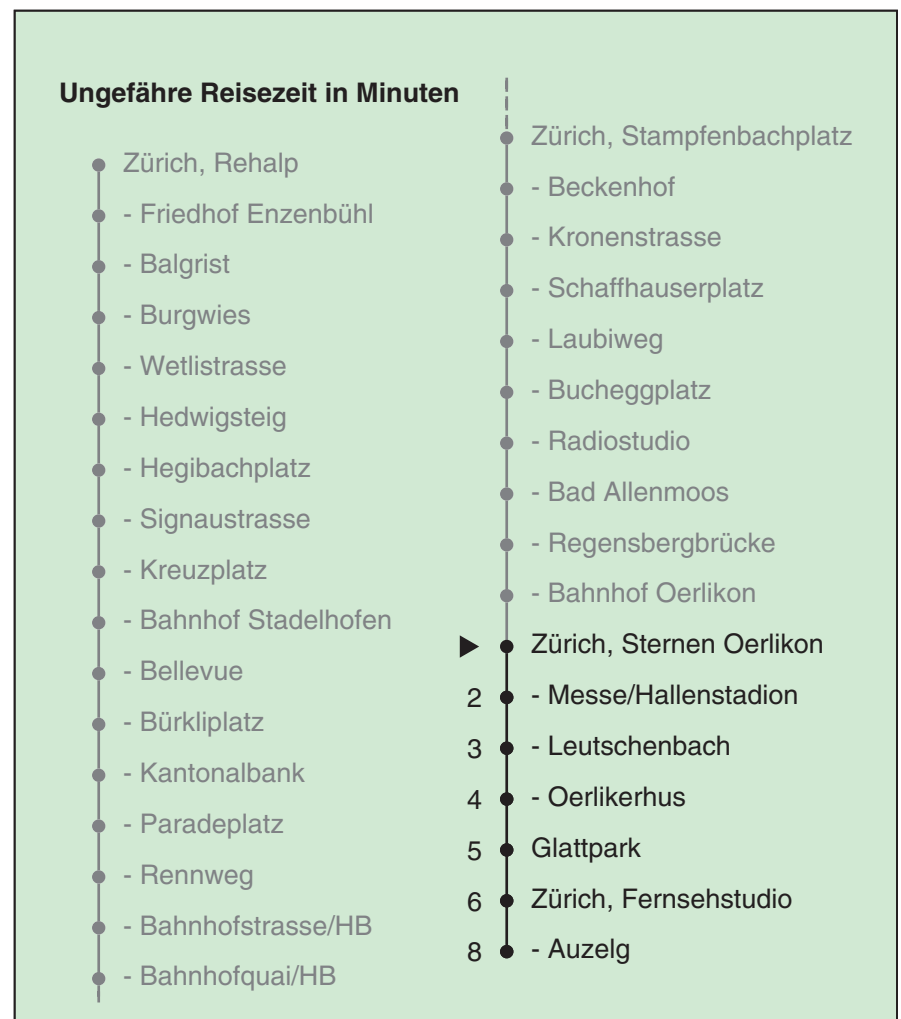 Ungefähre Reisezeit in Minuten
Zürich, Rehalp
- Friedhof Enzenbühl
- Balgrist
- Burgwies
- Wetlistrasse
- Hedwigsteig
- Hegibachplatz
- Signaustrasse
- Kreuzplatz
- Bahnhof Stadelhofen
- Bellevue
- Bürkliplatz
- Kantonalbank
- Paradeplatz
- Rennweg
- Bahnhofstrasse/HB
- Bahnhofquai/HB
Zürich, Stampfenbachplatz
- Beckenhof
- Kronenstrasse
- Schaffhauserplatz
- Laubiweg
- Bucheggplatz
- Radiostudio
- Bad Allenmoos
- Regensbergbrücke
- Bahnhof Oerlikon
Zürich, Sternen Oerlikon
2 - Messe/Hallenstadion
3 - Leutschenbach
4 - Oerlikerhus
5 Glattpark
6 Zürich, Fernsehstudio
8 - Auzelg